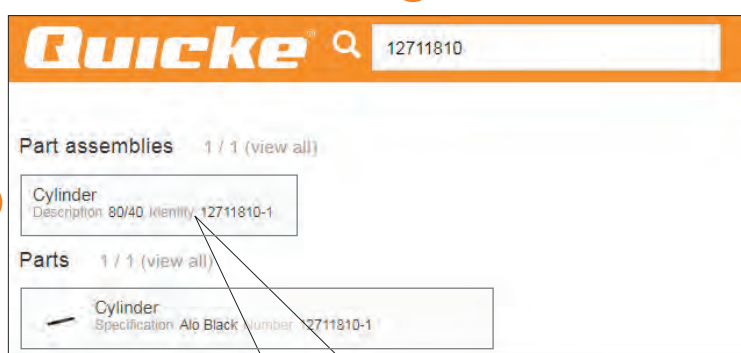 Quicke® 12711810
Part assemblies 1 / 1 (view all)
Cylinder
Description 80/40 Identity 12711810-1
Parts 1 / 1 (view all)
Cylinder
Specification Alo Black Number 12711810-1